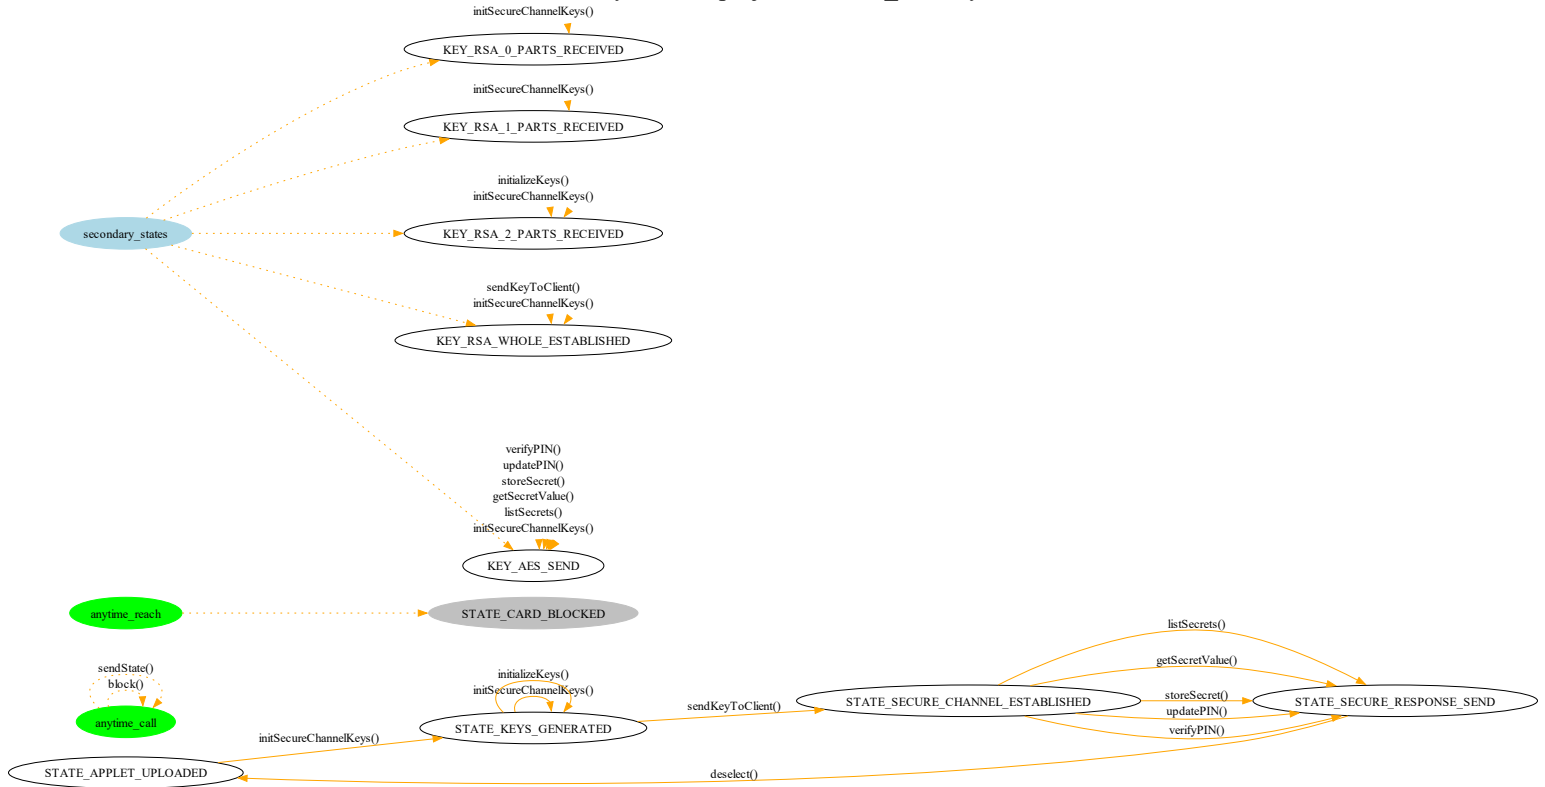 initSecureChannelKeys()
KEY_RSA_0_PARTS_RECEIVED
initSecureChannelKeys()
KEY_RSA_1_PARTS_RECEIVED
initializeKeys()
initSecureChannelKeys()
secondary_states
KEY_RSA_2_PARTS_RECEIVED
sendKeyToClient()
initSecureChannelKeys()
KEY_RSA_WHOLE_ESTABLISHED
verifyPIN()
updatePIN()
storeSecret()
getSecretValue()
listSecrets()
initSecureChannelKeys()
KEY_AES_SEND
anytime_reach
STATE_CARD_BLOCKED
listSecrets()
sendState()
block()
initializeKeys()
initSecureChannelKeys()
getSecretValue()
anytime_call
STATE_KEYS_GENERATED
sendKeyToClient()
STATE_SECURE_CHANNEL_ESTABLISHED
storeSecret()
updatePIN()
verifyPIN()
STATE_SECURE_RESPONSE_SEND
initSecureChannelKeys()
STATE_APPLET_UPLOADED
deselect()